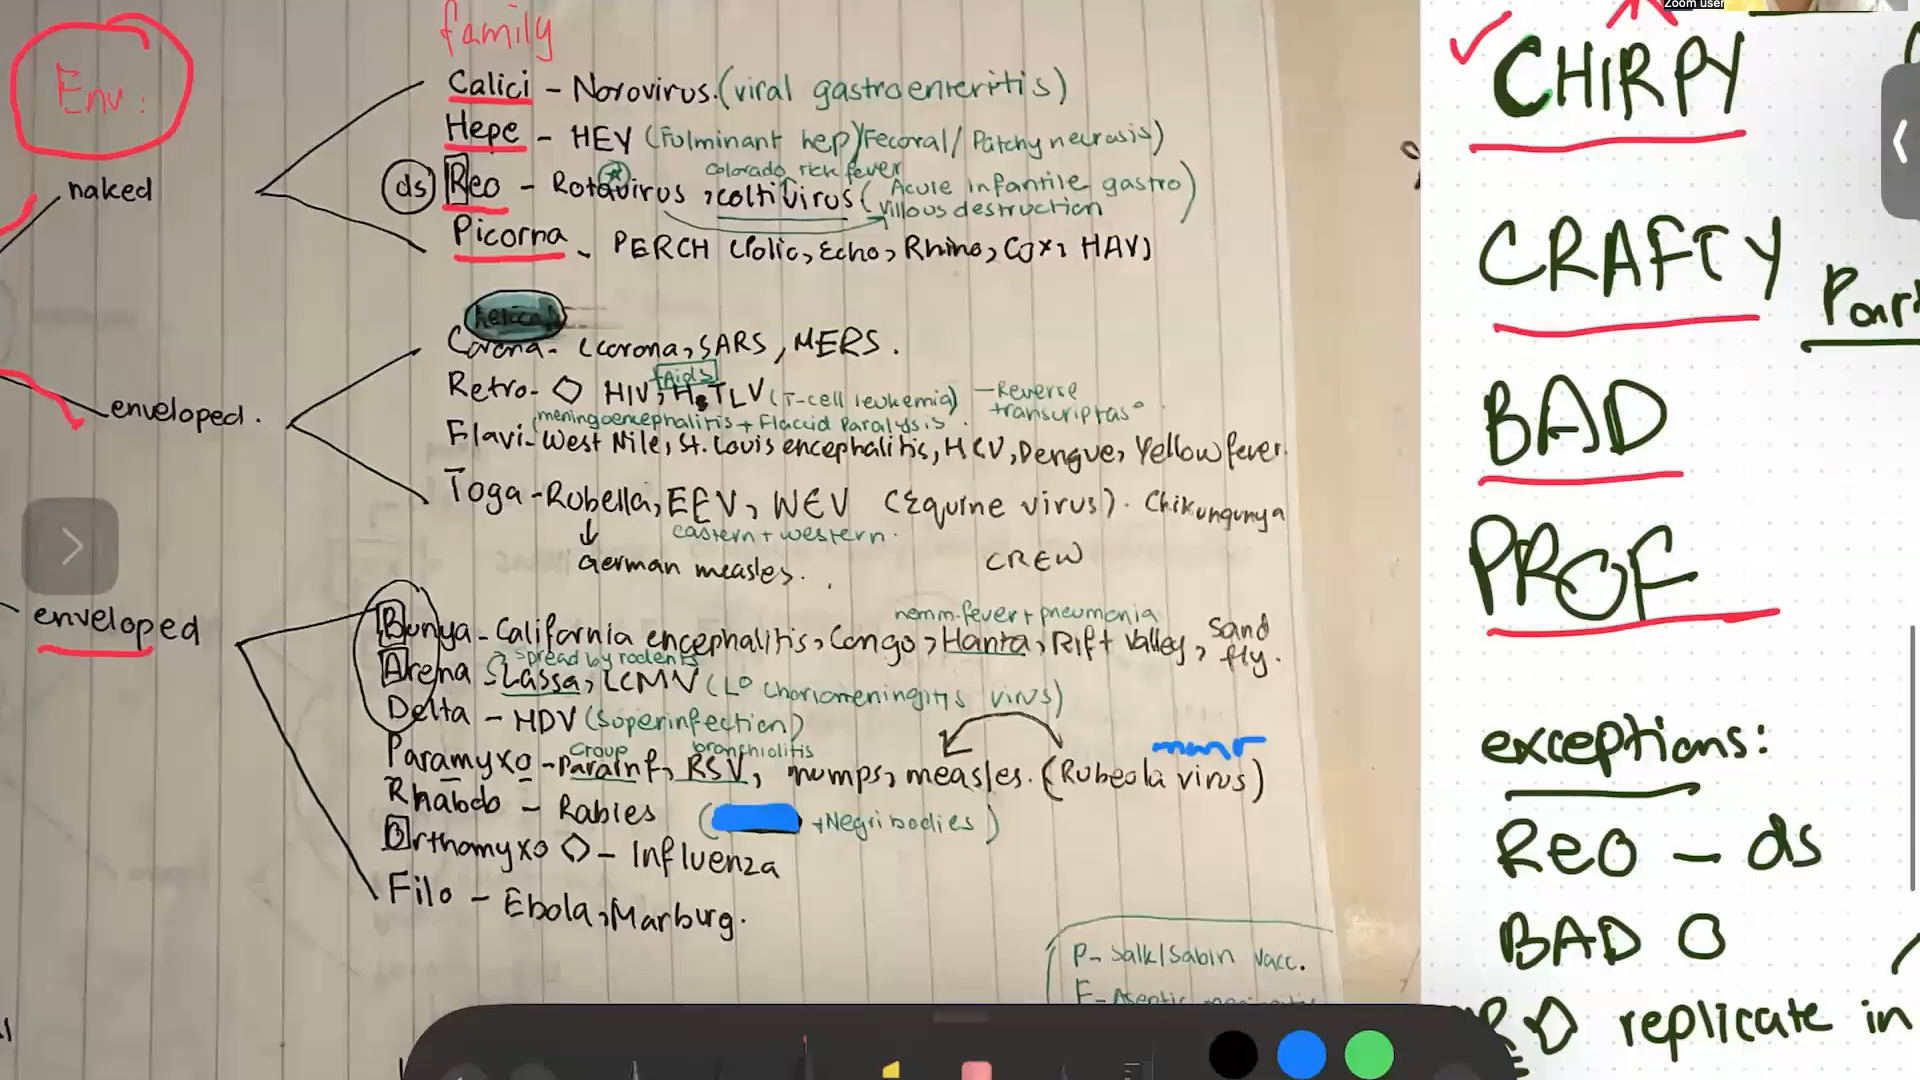 family
Env:
Calici - Norovirus. (viral gastroenteritis)
Hepe - HEV (Fulminant hep) Fecoral / Patchy necrosis)
Colorado tick fever
ds Reo - Rotavirus, coltivirus (Acute infantile gastro
villous destruction)
naked
Picorna - PERCH (Polio, Echo, Rhino, Cox, HAV)
helical
Corona - (corona, SARS, MERS.
+Aids
Retro- HIV, HTLV (T-cell leukemia) - Reverse
transcriptas
meningoencephalitis + Flaccid Paralysis.
enveloped.
Flavi- West Nile, St. Louis encephalitis, HCV, Dengue, Yellow fever.
Toga - Rubella, EEV, WEV (Equine virus). Chikungunya
eastern + western.
German measles.
CREW
hemm. fever + pneumonia
enveloped
Bunya - California encephalitis, Congo, Hanta, Rift Valley, Sand
fly.
spread by rodents
Arena - Lassa, LCMV (L° choriomeningitis virus)
Delta - HDV (superinfection)
croup bronchiolitis
mmr
Paramyxo - Parainf, RSV, mumps, measles. (Rubeola virus)
Rhabdo - Rabies ( + Negri bodies)
Orthomyxo - Influenza
Filo - Ebola, Marburg.
P- Salk/Sabin vacc.
E- Aseptic
Zoom user
CHIRPY
CRAFTY
BAD
PROF
exceptions:
REO - ds
BAD O
replicate in